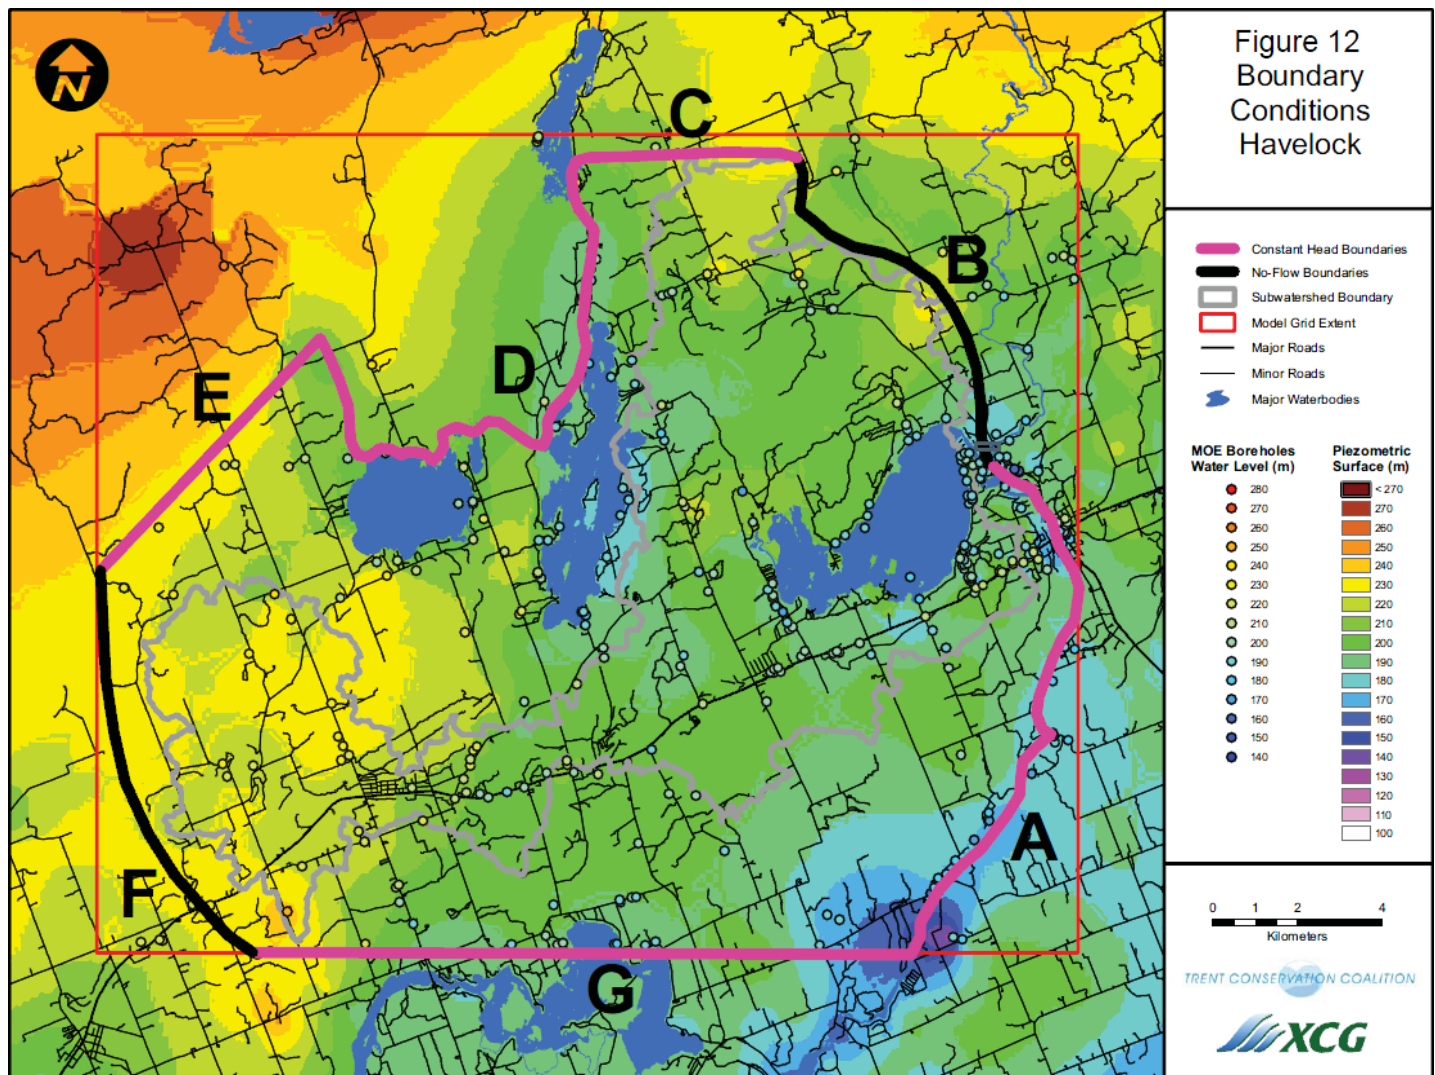 N
C
B
D
E
A
F
G
Figure 12
Boundary
Conditions
Havelock
Constant Head Boundaries
No-Flow Boundaries
Subwatershed Boundary
Model Grid Extent
Major Roads
Minor Roads
Major Waterbodies
MOE Boreholes
Water Level (m)
280
270
260
250
240
230
220
210
200
190
180
170
160
150
140
Piezometric
Surface (m)
< 270
270
260
250
240
230
220
210
200
190
180
170
160
150
140
130
120
110
100
0 1 2 4
Kilometers
TRENT CONSERVATION COALITION
XCG